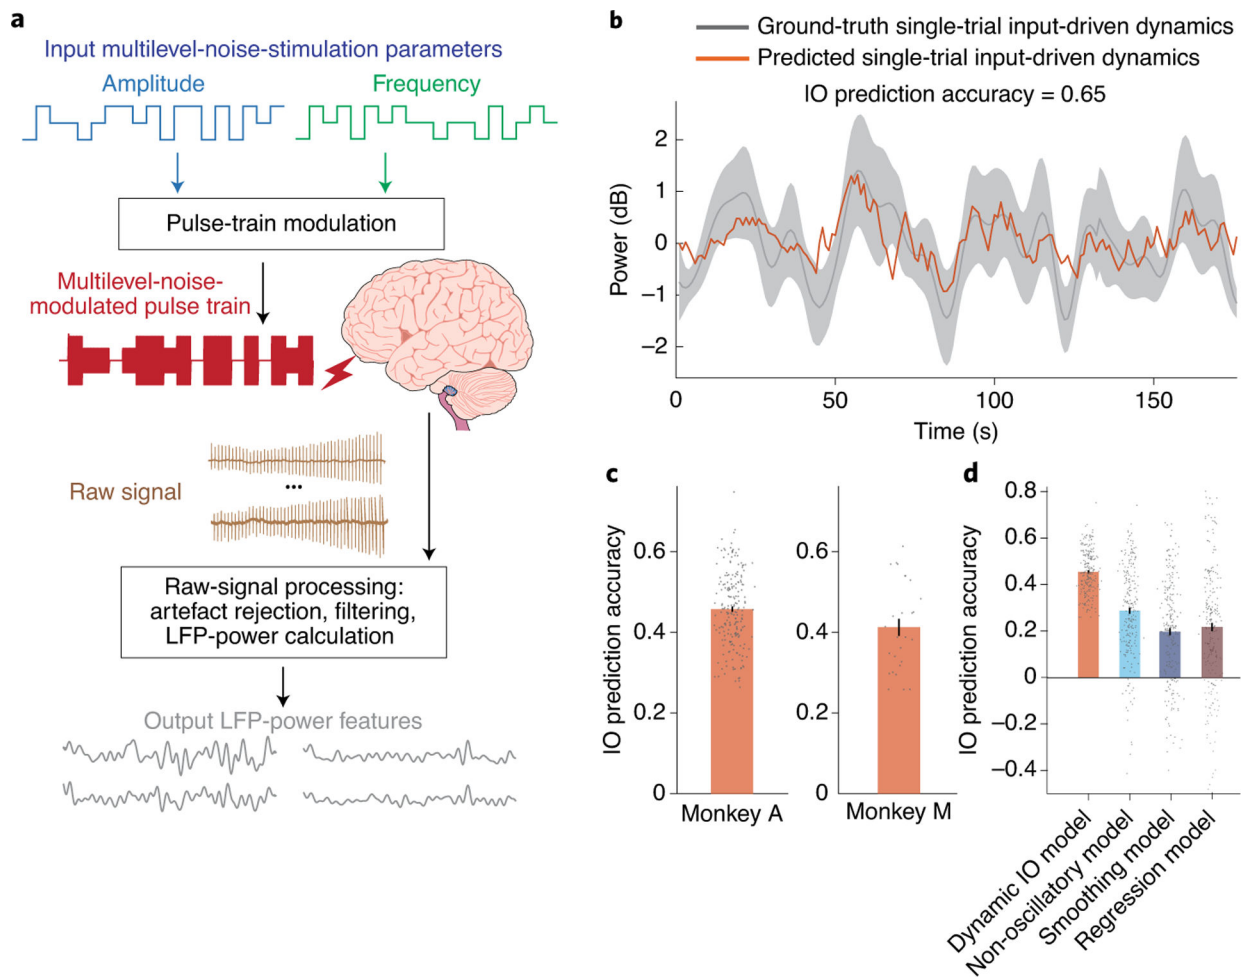 a
Input multilevel-noise-stimulation parameters
Amplitude
Frequency
Pulse-train modulation
Multilevel-noise-
modulated pulse train
Raw signal
...
Raw-signal processing:
artefact rejection, filtering,
LFP-power calculation
Output LFP-power features
b
Ground-truth single-trial input-driven dynamics
Predicted single-trial input-driven dynamics
IO prediction accuracy = 0.65
Power (dB)
2
1
0
−1
−2
0
50
100
150
Time (s)
c
IO prediction accuracy
0.6
0.4
0.2
0
Monkey A
IO prediction accuracy
0.6
0.4
0.2
0
Monkey M
d
IO prediction accuracy
0.8
0.6
0.4
0.2
0
−0.2
−0.4
Dynamic IO model
Non-oscillatory model
Smoothing model
Regression model